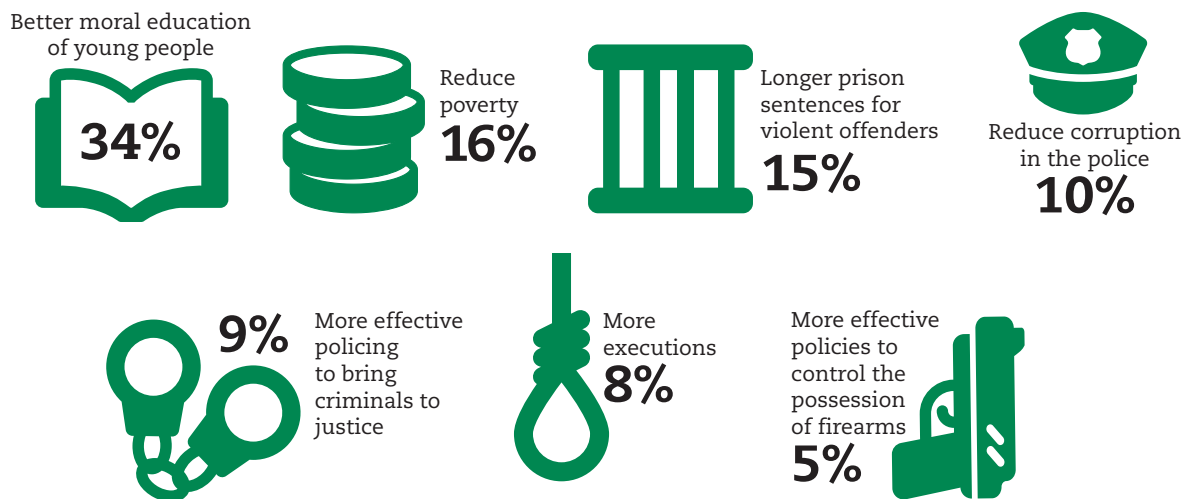 Better moral education
of young people
34%
Reduce
poverty
16%
Longer prison
sentences for
violent offenders
15%
Reduce corruption
in the police
10%
9%
More effective
policing
to bring
criminals to
justice
More
executions
8%
More effective
policies to
control the
possession
of firearms
5%